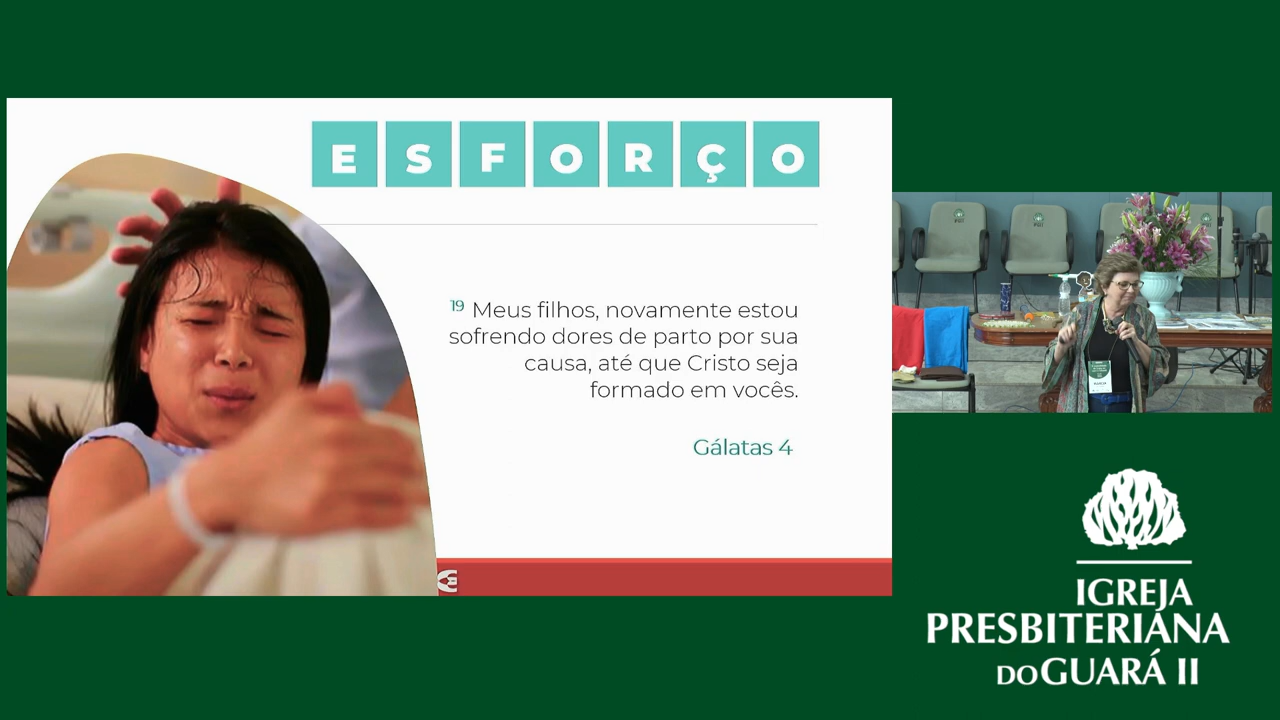 ESFORÇO
19 Meus filhos, novamente estou
sofrendo dores de parto por sua
causa, até que Cristo seja
formado em vocês.
Gálatas 4
IGREJA
PRESBITERIANA
DO GUARÁ II